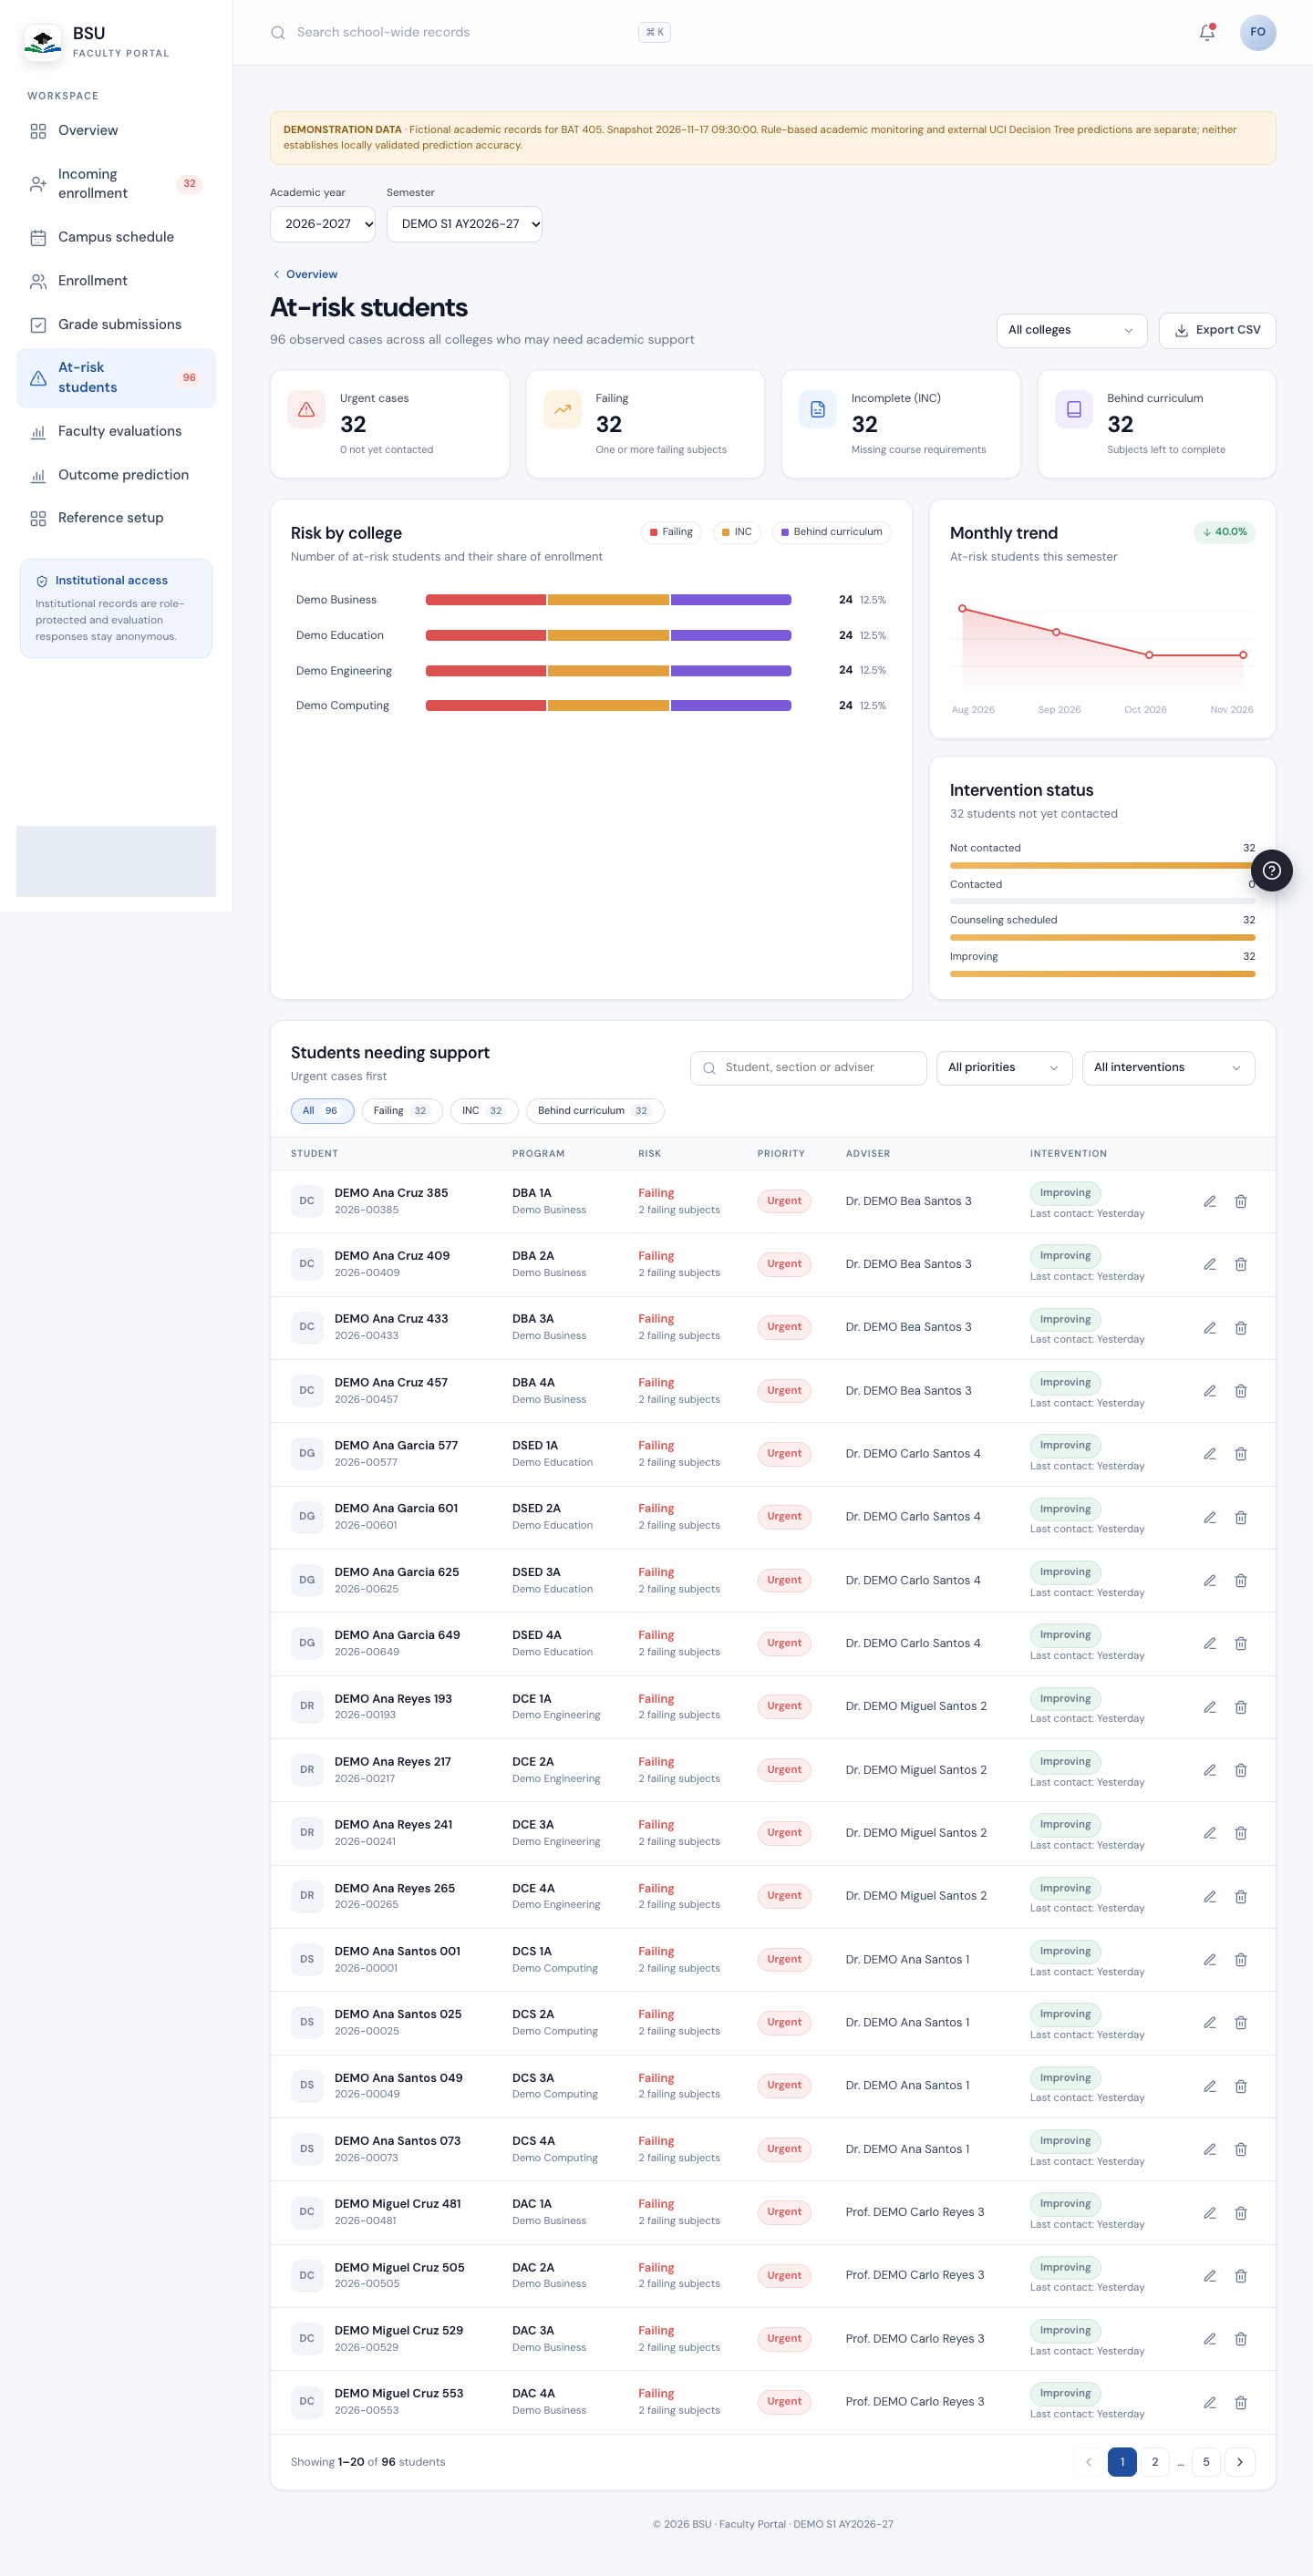 BSU
FACULTY PORTAL
WORKSPACE
Overview
Incoming enrollment 32
Campus schedule
Enrollment
Grade submissions
At-risk students 96
Faculty evaluations
Outcome prediction
Reference setup
Institutional access
Institutional records are role-
protected and evaluation
responses stay anonymous.
Search school-wide records ⌘ K
FO
DEMONSTRATION DATA · Fictional academic records for BAT 405. Snapshot 2026-11-17 09:30:00. Rule-based academic monitoring and external UCI Decision Tree predictions are separate; neither
establishes locally validated prediction accuracy.
Academic year Semester
2026-2027 DEMO S1 AY2026-27
Overview
At-risk students
96 observed cases across all colleges who may need academic support
All colleges Export CSV
Urgent cases
32
0 not yet contacted
Failing
32
One or more failing subjects
Incomplete (INC)
32
Missing course requirements
Behind curriculum
32
Subjects left to complete
Risk by college
Failing INC Behind curriculum
Number of at-risk students and their share of enrollment
Demo Business 24 12.5%
Demo Education 24 12.5%
Demo Engineering 24 12.5%
Demo Computing 24 12.5%
Monthly trend
↓ 40.0%
At-risk students this semester
Aug 2026 Sep 2026 Oct 2026 Nov 2026
Intervention status
32 students not yet contacted
Not contacted 32
Contacted 0
Counseling scheduled 32
Improving 32
Students needing support
Urgent cases first
Student, section or adviser All priorities All interventions
All 96 Failing 32 INC 32 Behind curriculum 32
STUDENT PROGRAM RISK PRIORITY ADVISER INTERVENTION
DC DEMO Ana Cruz 385 DBA 1A Failing Urgent Dr. DEMO Bea Santos 3 Improving
2026-00385 Demo Business 2 failing subjects Last contact: Yesterday
DC DEMO Ana Cruz 409 DBA 2A Failing Urgent Dr. DEMO Bea Santos 3 Improving
2026-00409 Demo Business 2 failing subjects Last contact: Yesterday
DC DEMO Ana Cruz 433 DBA 3A Failing Urgent Dr. DEMO Bea Santos 3 Improving
2026-00433 Demo Business 2 failing subjects Last contact: Yesterday
DC DEMO Ana Cruz 457 DBA 4A Failing Urgent Dr. DEMO Bea Santos 3 Improving
2026-00457 Demo Business 2 failing subjects Last contact: Yesterday
DG DEMO Ana Garcia 577 DSED 1A Failing Urgent Dr. DEMO Carlo Santos 4 Improving
2026-00577 Demo Education 2 failing subjects Last contact: Yesterday
DG DEMO Ana Garcia 601 DSED 2A Failing Urgent Dr. DEMO Carlo Santos 4 Improving
2026-00601 Demo Education 2 failing subjects Last contact: Yesterday
DG DEMO Ana Garcia 625 DSED 3A Failing Urgent Dr. DEMO Carlo Santos 4 Improving
2026-00625 Demo Education 2 failing subjects Last contact: Yesterday
DG DEMO Ana Garcia 649 DSED 4A Failing Urgent Dr. DEMO Carlo Santos 4 Improving
2026-00649 Demo Education 2 failing subjects Last contact: Yesterday
DR DEMO Ana Reyes 193 DCE 1A Failing Urgent Dr. DEMO Miguel Santos 2 Improving
2026-00193 Demo Engineering 2 failing subjects Last contact: Yesterday
DR DEMO Ana Reyes 217 DCE 2A Failing Urgent Dr. DEMO Miguel Santos 2 Improving
2026-00217 Demo Engineering 2 failing subjects Last contact: Yesterday
DR DEMO Ana Reyes 241 DCE 3A Failing Urgent Dr. DEMO Miguel Santos 2 Improving
2026-00241 Demo Engineering 2 failing subjects Last contact: Yesterday
DR DEMO Ana Reyes 265 DCE 4A Failing Urgent Dr. DEMO Miguel Santos 2 Improving
2026-00265 Demo Engineering 2 failing subjects Last contact: Yesterday
DS DEMO Ana Santos 001 DCS 1A Failing Urgent Dr. DEMO Ana Santos 1 Improving
2026-00001 Demo Computing 2 failing subjects Last contact: Yesterday
DS DEMO Ana Santos 025 DCS 2A Failing Urgent Dr. DEMO Ana Santos 1 Improving
2026-00025 Demo Computing 2 failing subjects Last contact: Yesterday
DS DEMO Ana Santos 049 DCS 3A Failing Urgent Dr. DEMO Ana Santos 1 Improving
2026-00049 Demo Computing 2 failing subjects Last contact: Yesterday
DS DEMO Ana Santos 073 DCS 4A Failing Urgent Dr. DEMO Ana Santos 1 Improving
2026-00073 Demo Computing 2 failing subjects Last contact: Yesterday
DC DEMO Miguel Cruz 481 DAC 1A Failing Urgent Prof. DEMO Carlo Reyes 3 Improving
2026-00481 Demo Business 2 failing subjects Last contact: Yesterday
DC DEMO Miguel Cruz 505 DAC 2A Failing Urgent Prof. DEMO Carlo Reyes 3 Improving
2026-00505 Demo Business 2 failing subjects Last contact: Yesterday
DC DEMO Miguel Cruz 529 DAC 3A Failing Urgent Prof. DEMO Carlo Reyes 3 Improving
2026-00529 Demo Business 2 failing subjects Last contact: Yesterday
DC DEMO Miguel Cruz 553 DAC 4A Failing Urgent Prof. DEMO Carlo Reyes 3 Improving
2026-00553 Demo Business 2 failing subjects Last contact: Yesterday
Showing 1–20 of 96 students 1 2 … 5
© 2026 BSU · Faculty Portal · DEMO S1 AY2026-27